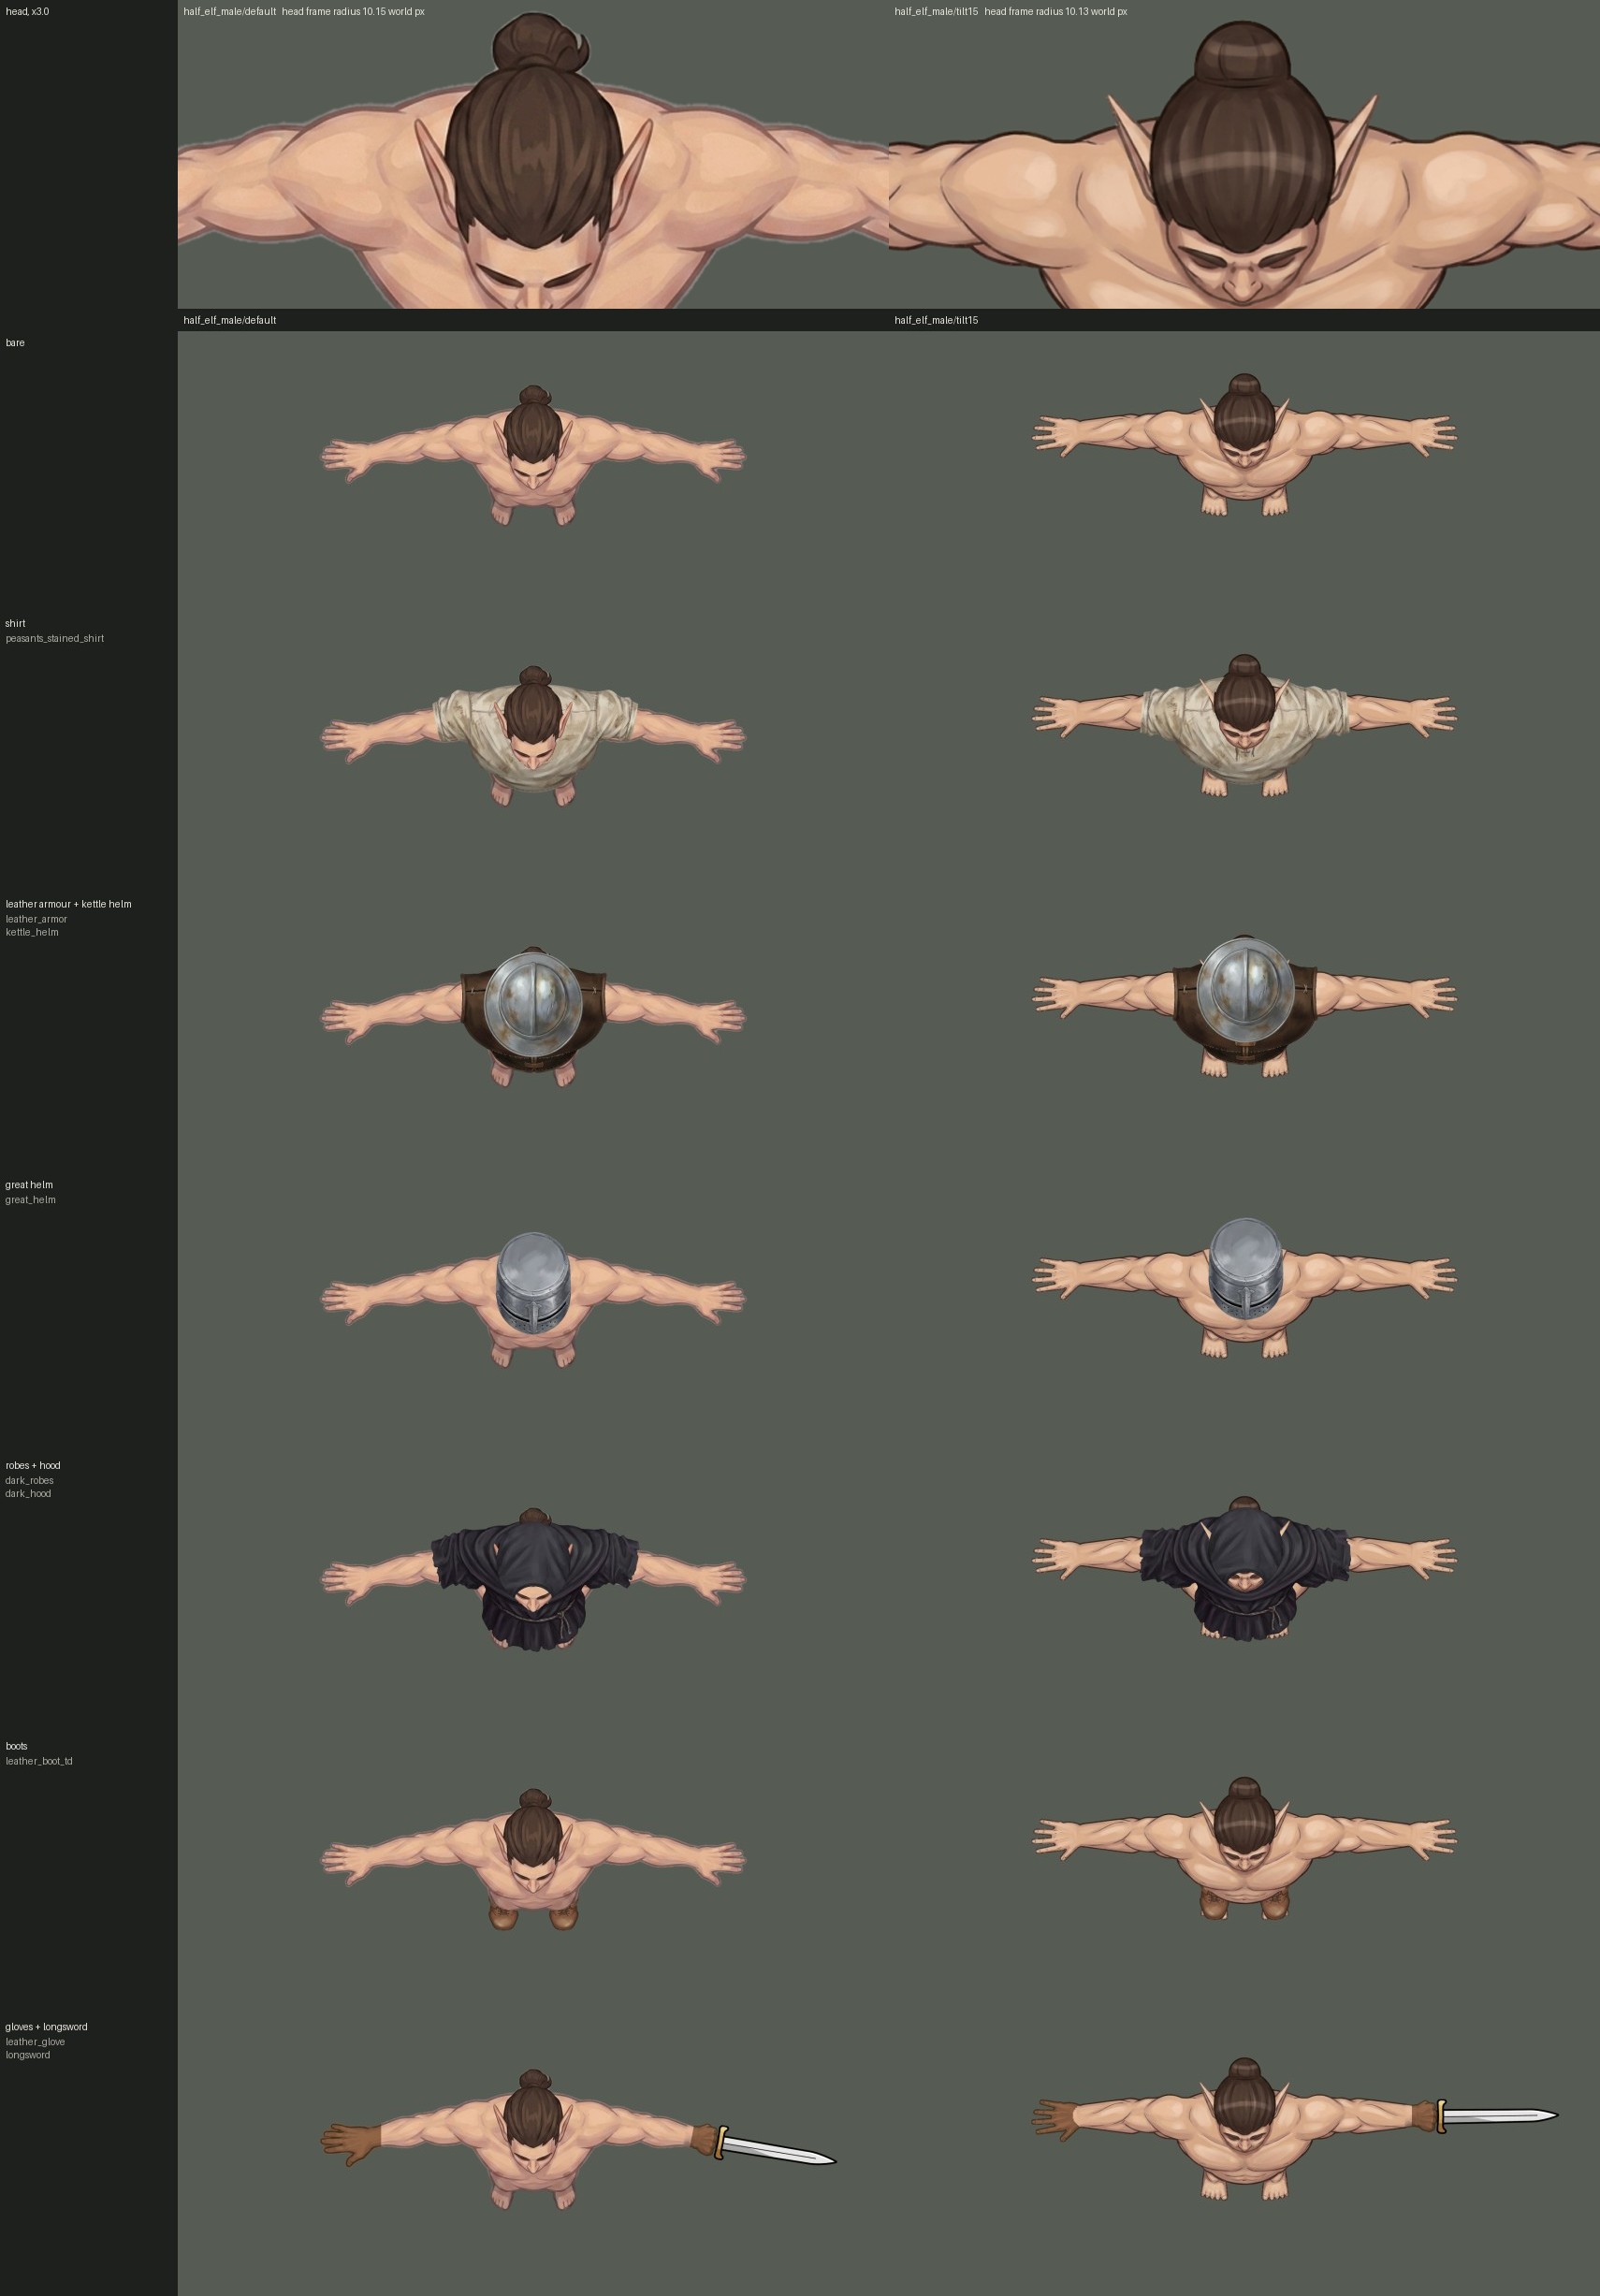 head, x3.0
half_elf_male/default head frame radius 10.15 world px
half_elf_male/tilt15 head frame radius 10.13 world px
half_elf_male/default
half_elf_male/tilt15
bare
shirt
peasants_stained_shirt
leather armour + kettle helm
leather_armor
kettle_helm
great helm
great_helm
robes + hood
dark_robes
dark_hood
boots
leather_boot_td
gloves + longsword
leather_glove
longsword